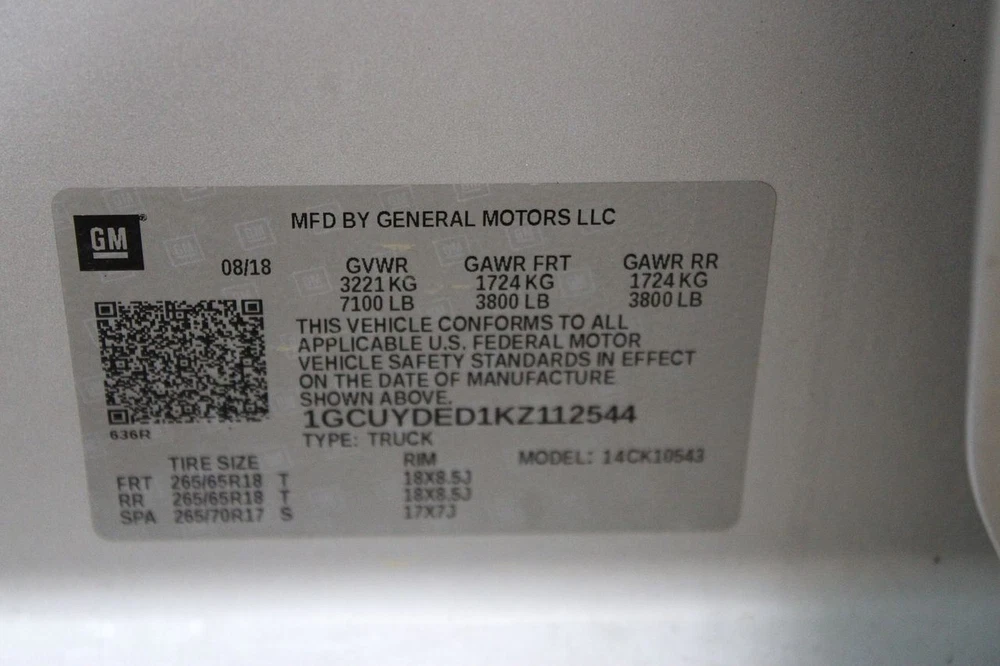 GM
MFD BY GENERAL MOTORS LLC
08/18 GVWR GAWR FRT GAWR RR
3221 KG 1724 KG 1724 KG
7100 LB 3800 LB 3800 LB
THIS VEHICLE CONFORMS TO ALL
APPLICABLE U.S. FEDERAL MOTOR
VEHICLE SAFETY STANDARDS IN EFFECT
ON THE DATE OF MANUFACTURE
SHOWN ABOVE.
1GCUYDED1KZ112544
636R
TYPE: TRUCK
TIRE SIZE RIM MODEL: 14CK10543
FRT 265/65R18 T 18X8.5J
RR 265/65R18 T 18X8.5J
SPA 265/70R17 S 17X7J